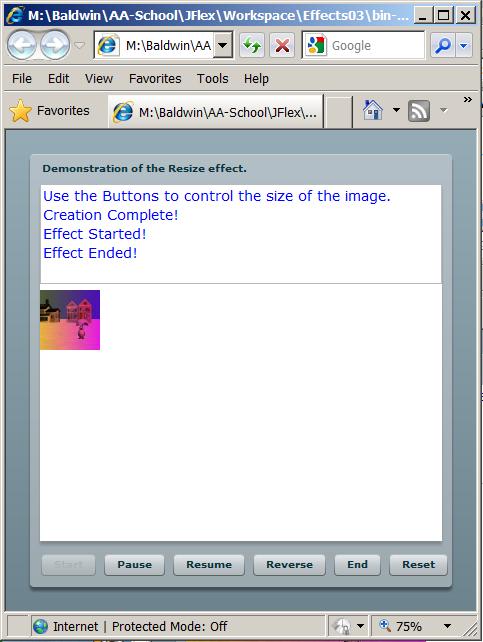 M:\Baldwin\AA-School\JFlex\Workspace\Effects03\bin-...
M:\Baldwin\AA
Google
File Edit View Favorites Tools Help
»
Favorites
M:\Baldwin\AA-School\JFlex\...
Demonstration of the Resize effect.
Use the Buttons to control the size of the image.
Creation Complete!
Effect Started!
Effect Ended!
Start Pause Resume Reverse End Reset
Internet | Protected Mode: Off 75%